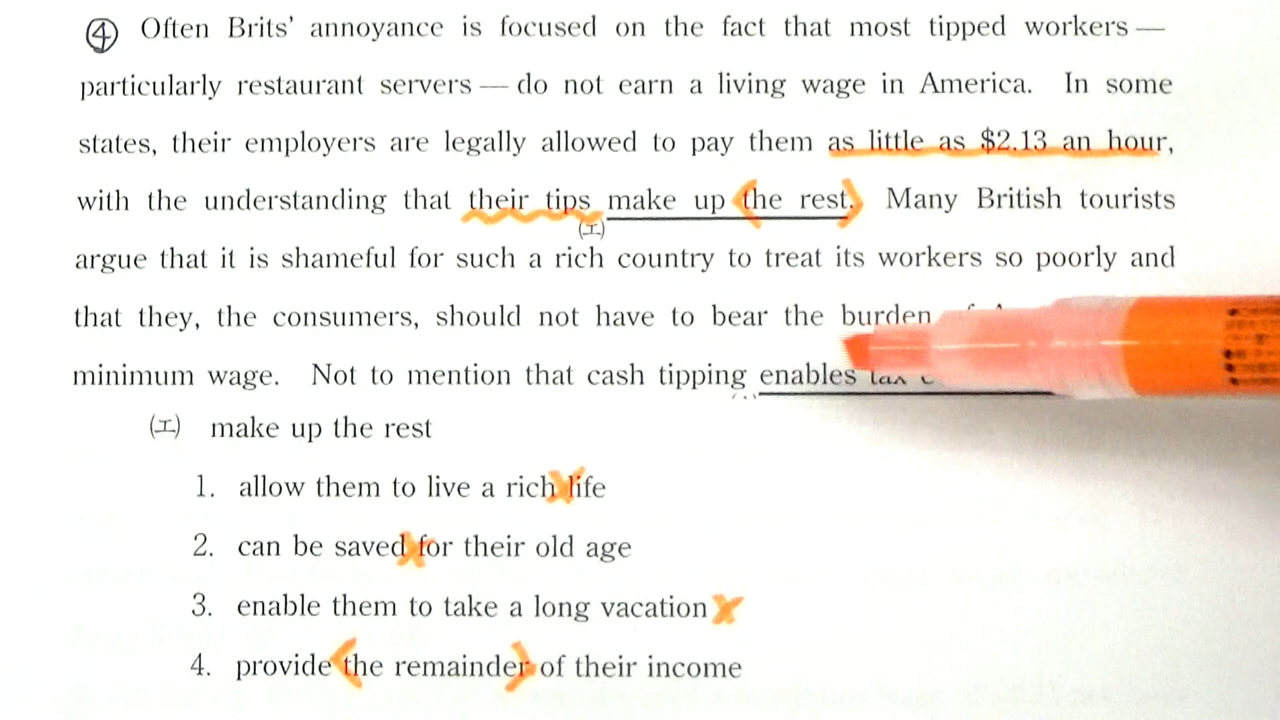 ④ Often Brits' annoyance is focused on the fact that most tipped workers —
particularly restaurant servers — do not earn a living wage in America. In some
states, their employers are legally allowed to pay them as little as $2.13 an hour,
with the understanding that their tips make up the rest. Many British tourists
(エ)
argue that it is shameful for such a rich country to treat its workers so poorly and
that they, the consumers, should not have to bear the burden
minimum wage. Not to mention that cash tipping enables tax
(エ) make up the rest
1. allow them to live a rich life
2. can be saved for their old age
3. enable them to take a long vacation
4. provide the remainder of their income